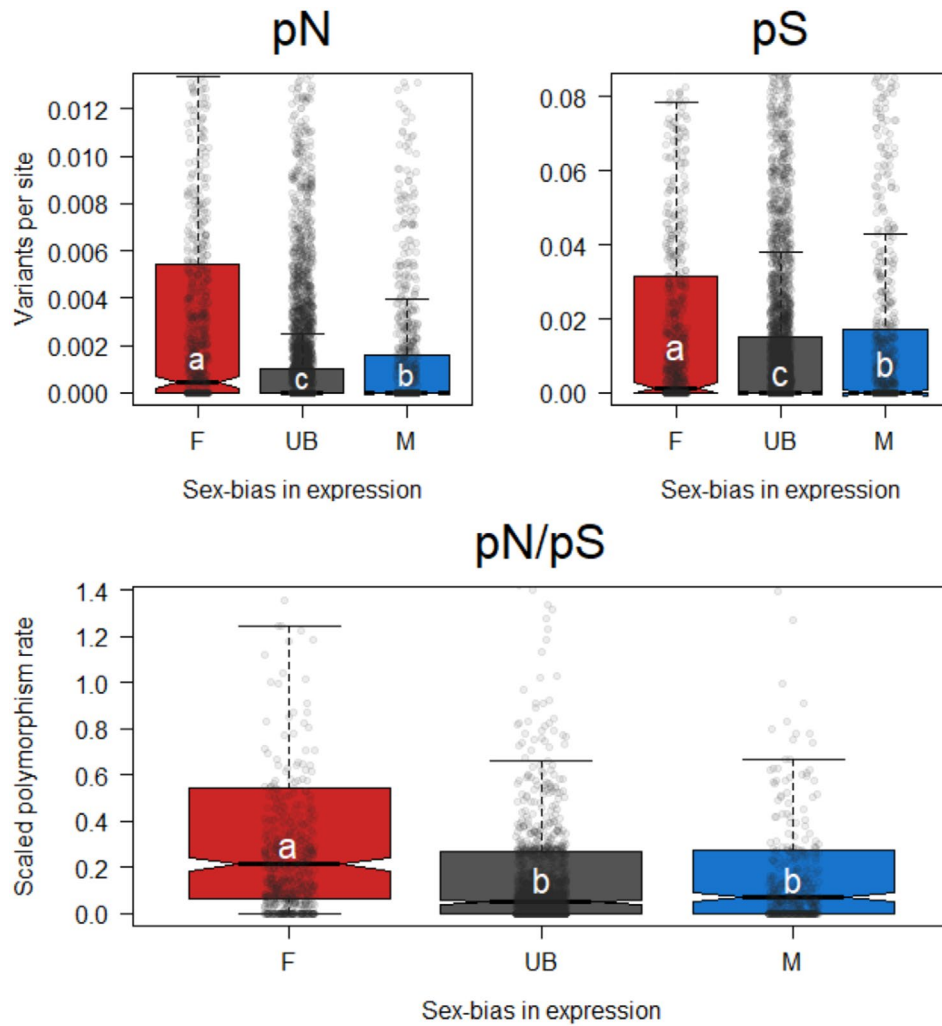 pN
pS
Variants per site
0.012
0.010
0.008
0.006
0.004
0.002
0.000
a
c
b
F
UB
M
Sex-bias in expression
0.08
0.06
0.04
0.02
0.00
a
c
b
F
UB
M
Sex-bias in expression
pN/pS
Scaled polymorphism rate
1.4
1.2
1.0
0.8
0.6
0.4
0.2
0.0
a
b
b
F
UB
M
Sex-bias in expression